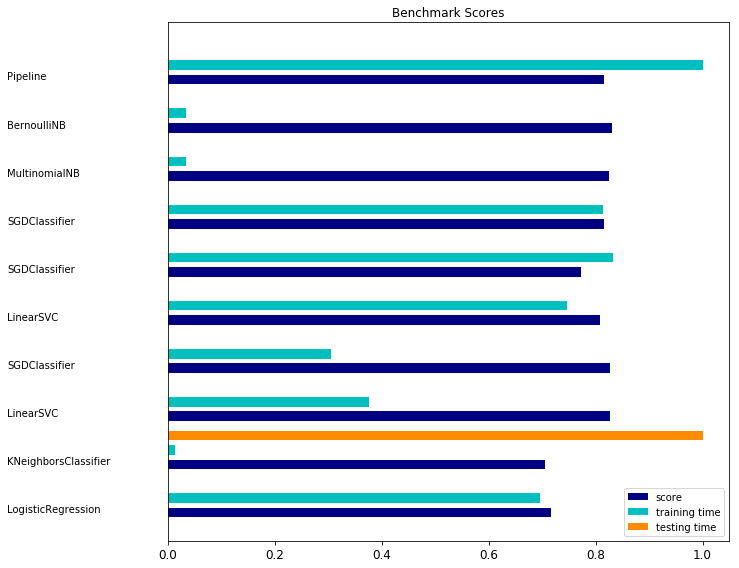 Benchmark Scores
Pipeline
BernoulliNB
MultinomialNB
SGDClassifier
SGDClassifier
LinearSVC
SGDClassifier
LinearSVC
KNeighborsClassifier
LogisticRegression
score
training time
testing time
0.0 0.2 0.4 0.6 0.8 1.0